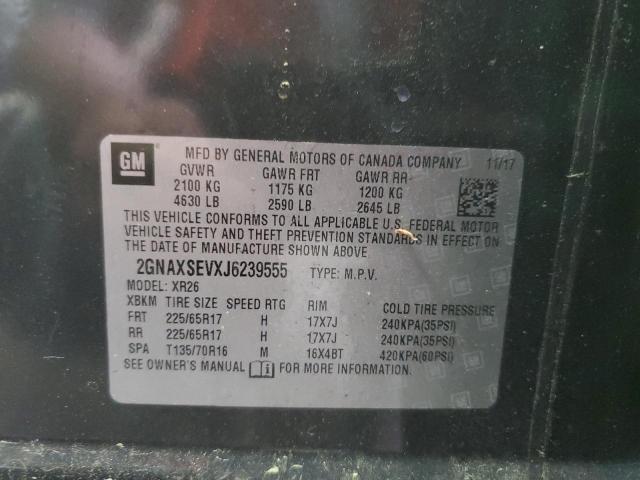 GM
MFD BY GENERAL MOTORS OF CANADA COMPANY 11/17
GVWR GAWR FRT GAWR RR
2100 KG 1175 KG 1200 KG
4630 LB 2590 LB 2645 LB
THIS VEHICLE CONFORMS TO ALL APPLICABLE U.S. FEDERAL MOTOR
VEHICLE SAFETY AND THEFT PREVENTION STANDARDS IN EFFECT ON
THE DATE OF MANUFACTURE SHOWN ABOVE.
2GNAXSEVXJ6239555 TYPE: M.P.V.
MODEL: XR26
XBKM TIRE SIZE SPEED RTG RIM COLD TIRE PRESSURE
FRT 225/65R17 H 17X7J 240KPA(35PSI)
RR 225/65R17 H 17X7J 240KPA(35PSI)
SPA T135/70R16 M 16X4BT 420KPA(60PSI)
SEE OWNER'S MANUAL FOR MORE INFORMATION.